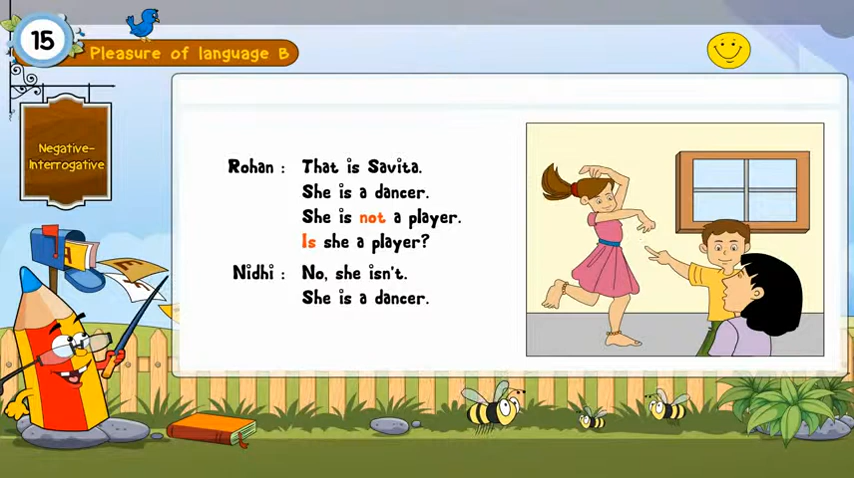 15
Pleasure of language B
Negative-
Interrogative
Rohan : That is Savita.
She is a dancer.
She is not a player.
Is she a player?
Nidhi : No, she isn't.
She is a dancer.